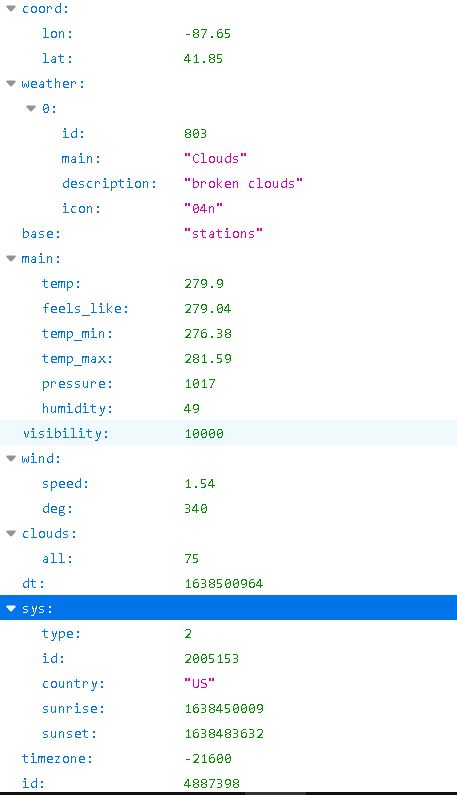 coord:
lon: -87.65
lat: 41.85
weather:
0:
id: 803
main: "Clouds"
description: "broken clouds"
icon: "04n"
base: "stations"
main:
temp: 279.9
feels_like: 279.04
temp_min: 276.38
temp_max: 281.59
pressure: 1017
humidity: 49
visibility: 10000
wind:
speed: 1.54
deg: 340
clouds:
all: 75
dt: 1638500964
sys:
type: 2
id: 2005153
country: "US"
sunrise: 1638450009
sunset: 1638483632
timezone: -21600
id: 4887398